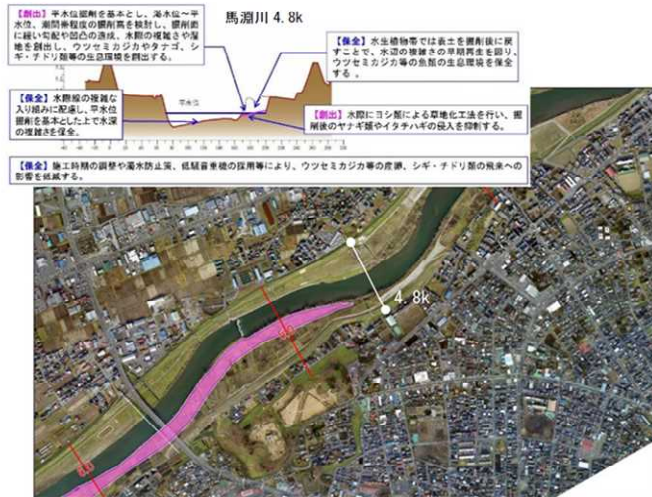 馬淵川 4.8k
【創出】平水位掘削を基本とし、渇水位～平
水位、潮間帯程度の掘削高を検討し、掘削面
に緩い勾配や凹凸の造成、水際の複雑さや湿
地を創出し、ウツセミカジカやタナゴ、シ
ギ・チドリ類等の生息環境を創出する。
【保全】水生植物帯では表土を掘削後に戻
すことで、水辺の複雑さの早期再生を図り、
ウツセミカジカ等の魚類の生息環境を保全
する。
平水位
【保全】水際線の複雑な
入り組みに配慮し、平水位
掘削を基本とした上で水深
の複雑さを保全。
【創出】水際にヨシ類による草地化工法を行い、掘
削後のヤナギ類やイタチハギの侵入を抑制する。
【保全】施工時期の調整や濁水防止策、低騒音重機の採用等により、ウツセミカジカ等の産卵、シギ・チドリ類の飛来への
影響を低減する。
4.8k
5.0
6.0